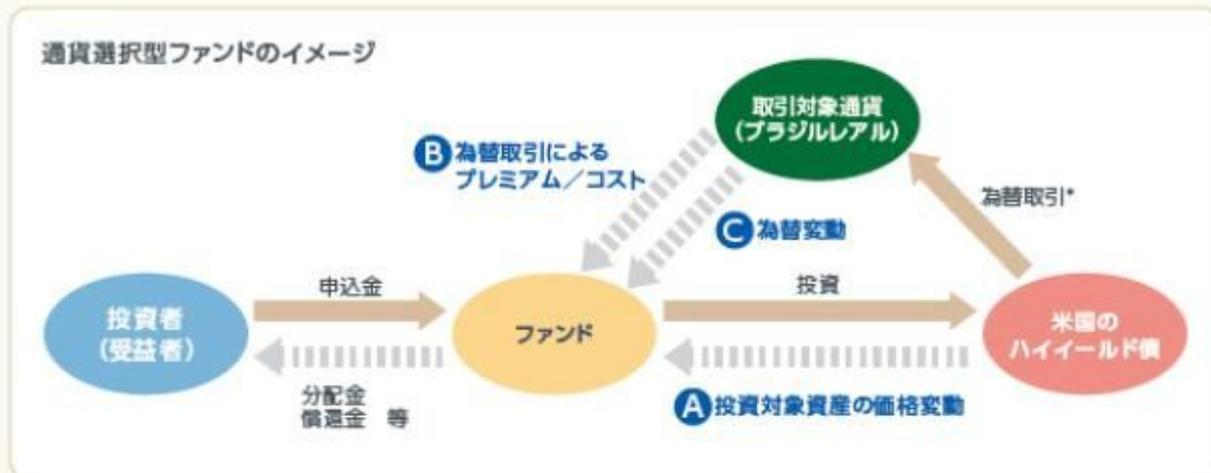 通貨選択型ファンドのイメージ
取引対象通貨
(ブラジルレアル)
B 為替取引による
プレミアム/コスト
為替取引*
C 為替変動
申込金
投資
投資者
(受益者)
ファンド
米国の
ハイイールド債
分配金
償還金 等
A 投資対象資産の価格変動